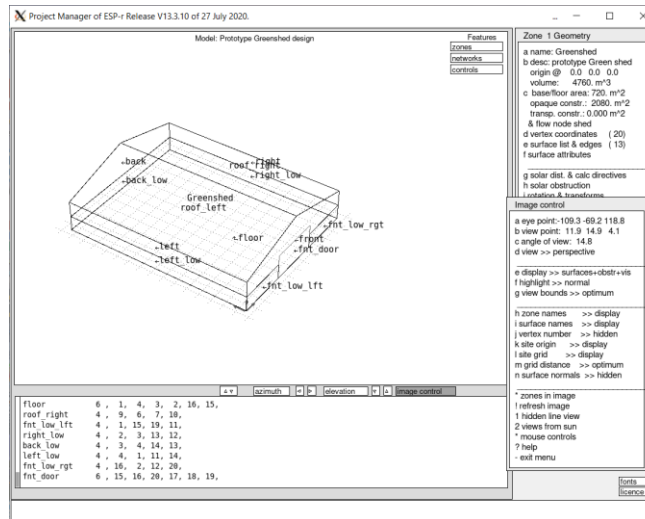 Project Manager of ESP-r Release V13.3.10 of 27 July 2020.
Model: Prototype Greenshed design
Features
zones
networks
controls
back
back_low
right
roof_right
right_low
Greenshed
roof_left
fnt_low_rgt
floor
front
fnt_door
left
left_low
fnt_low_lft
azimuth
elevation
image control
floor 6 , 1, 4, 3, 2, 16, 15,
roof_right 4 , 9, 6, 7, 10,
fnt_low_lft 4 , 1, 15, 19, 11,
right_low 4 , 2, 3, 13, 12,
back_low 4 , 3, 4, 14, 13,
left_low 4 , 4, 1, 11, 14,
fnt_low_rgt 4 , 16, 2, 12, 20,
fnt_door 6 , 15, 16, 20, 17, 18, 19,
Zone 1 Geometry
a name: Greenshed
b desc: prototype Green shed
origin @ 0.0 0.0 0.0
volume: 4760. m^3
c base/floor area: 720. m^2
opaque constr.: 2080. m^2
transp. constr.: 0.000 m^2
& flow node shed
d vertex coordinates ( 20)
e surface list & edges ( 13)
f surface attributes
g solar dist. & calc directives
h solar obstruction
i rotation & transforms
Image control
a eye point:-109.3 -69.2 118.8
b view point: 11.9 14.9 4.1
c angle of view: 14.8
d view >> perspective
e display >> surfaces+obstr+vis
f highlight >> normal
g view bounds >> optimum
h zone names >> display
i surface names >> display
j vertex number >> hidden
k site origin >> display
l site grid >> display
m grid distance >> optimum
n surface normals >> hidden
* zones in image
! refresh image
1 hidden line view
2 views from sun
* mouse controls
? help
- exit menu
fonts
licence